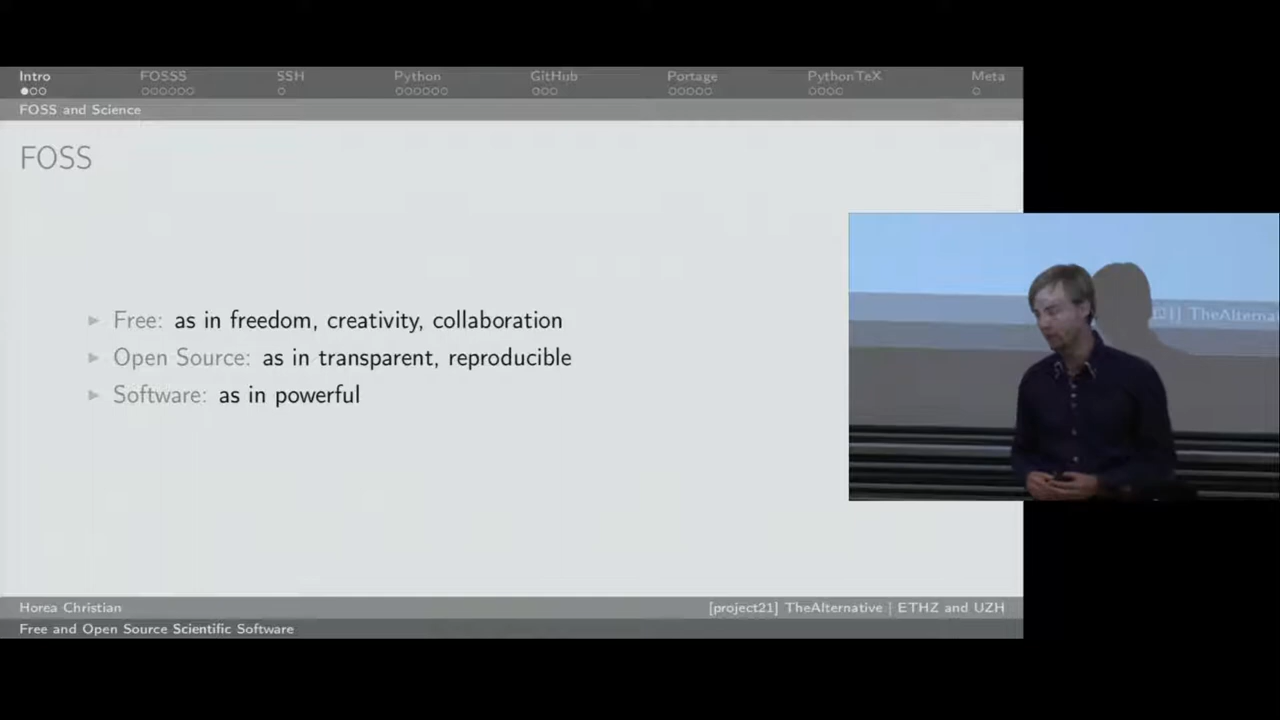 Intro FOSSS SSH Python GitHub Portage PythonTeX Meta
FOSS and Science
FOSS
Free: as in freedom, creativity, collaboration
Open Source: as in transparent, reproducible
Software: as in powerful
TheAlterna
Horea Christian [project21] TheAlternative | ETHZ and UZH
Free and Open Source Scientific Software